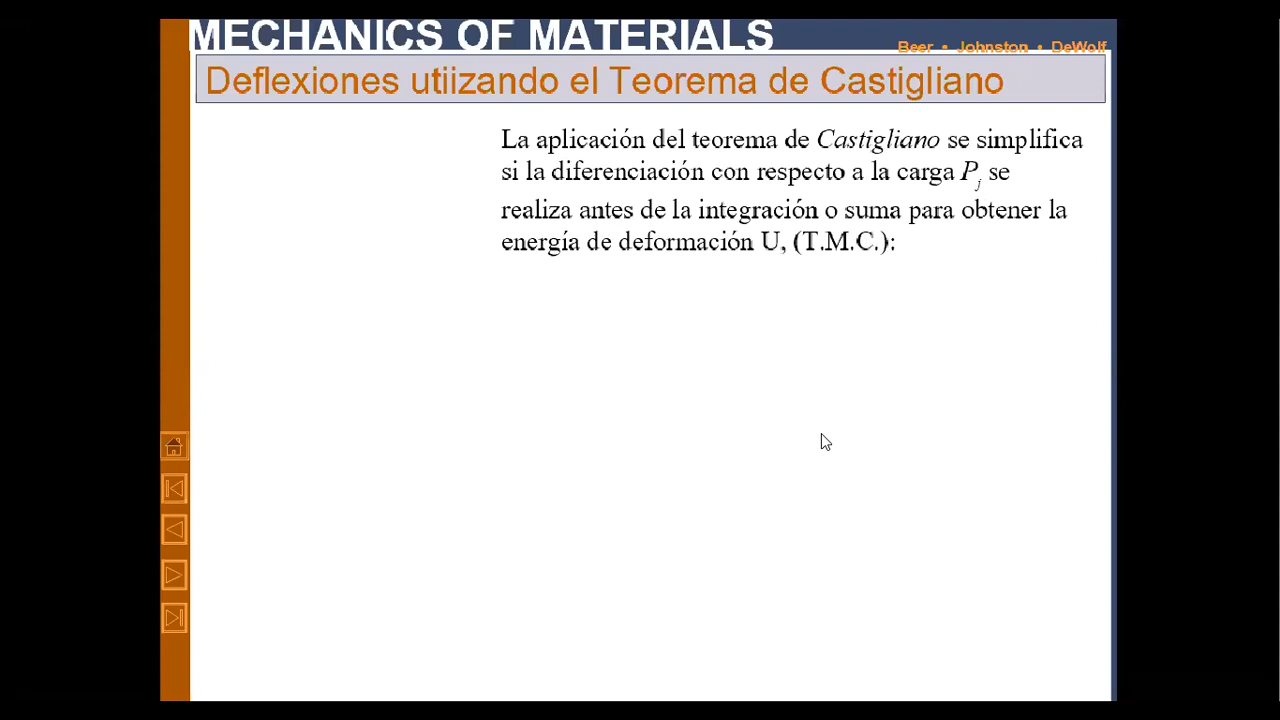 MECHANICS OF MATERIALS
Beer • Johnston • DeWolf
Deflexiones utiizando el Teorema de Castigliano
La aplicación del teorema de Castigliano se simplifica
si la diferenciación con respecto a la carga Pj se
realiza antes de la integración o suma para obtener la
energía de deformación U, (T.M.C.):